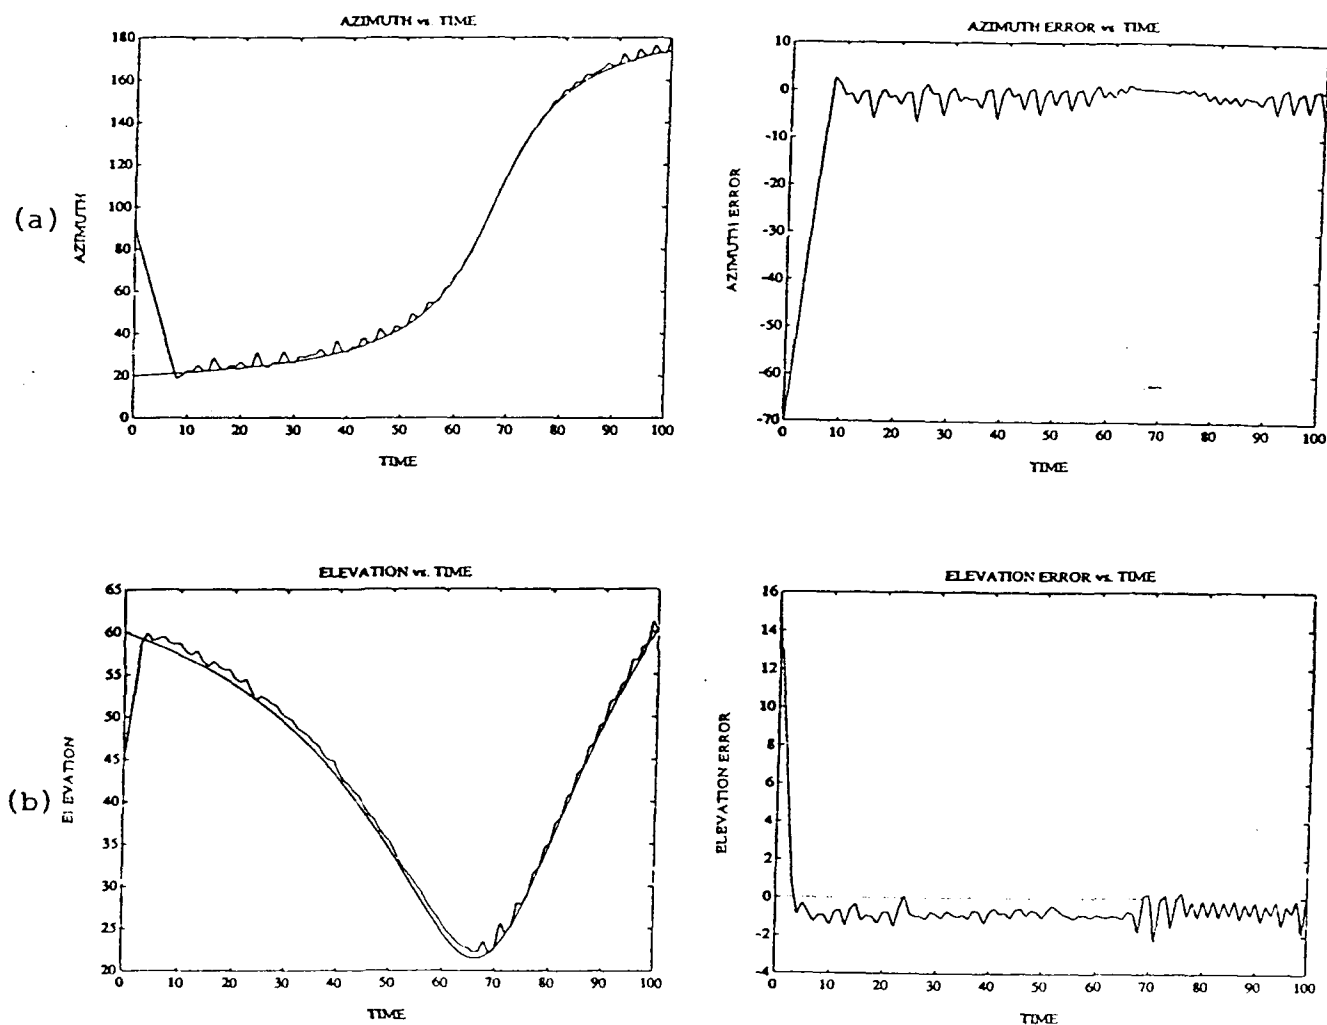 (a)
AZIMUTH vs. TIME
180
160
140
120
100
80
60
40
20
0
AZIMUTH
0 10 20 30 40 50 60 70 80 90 100
TIME
AZIMUTH ERROR vs. TIME
10
0
-10
-20
-30
-40
-50
-60
-70
AZIMUTH ERROR
0 10 20 30 40 50 60 70 80 90 100
TIME
(b)
ELEVATION vs. TIME
65
60
55
50
45
40
35
30
25
20
ELEVATION
0 10 20 30 40 50 60 70 80 90 100
TIME
ELEVATION ERROR vs. TIME
16
14
12
10
8
6
4
2
0
-2
-4
ELEVATION ERROR
0 10 20 30 40 50 60 70 80 90 100
TIME